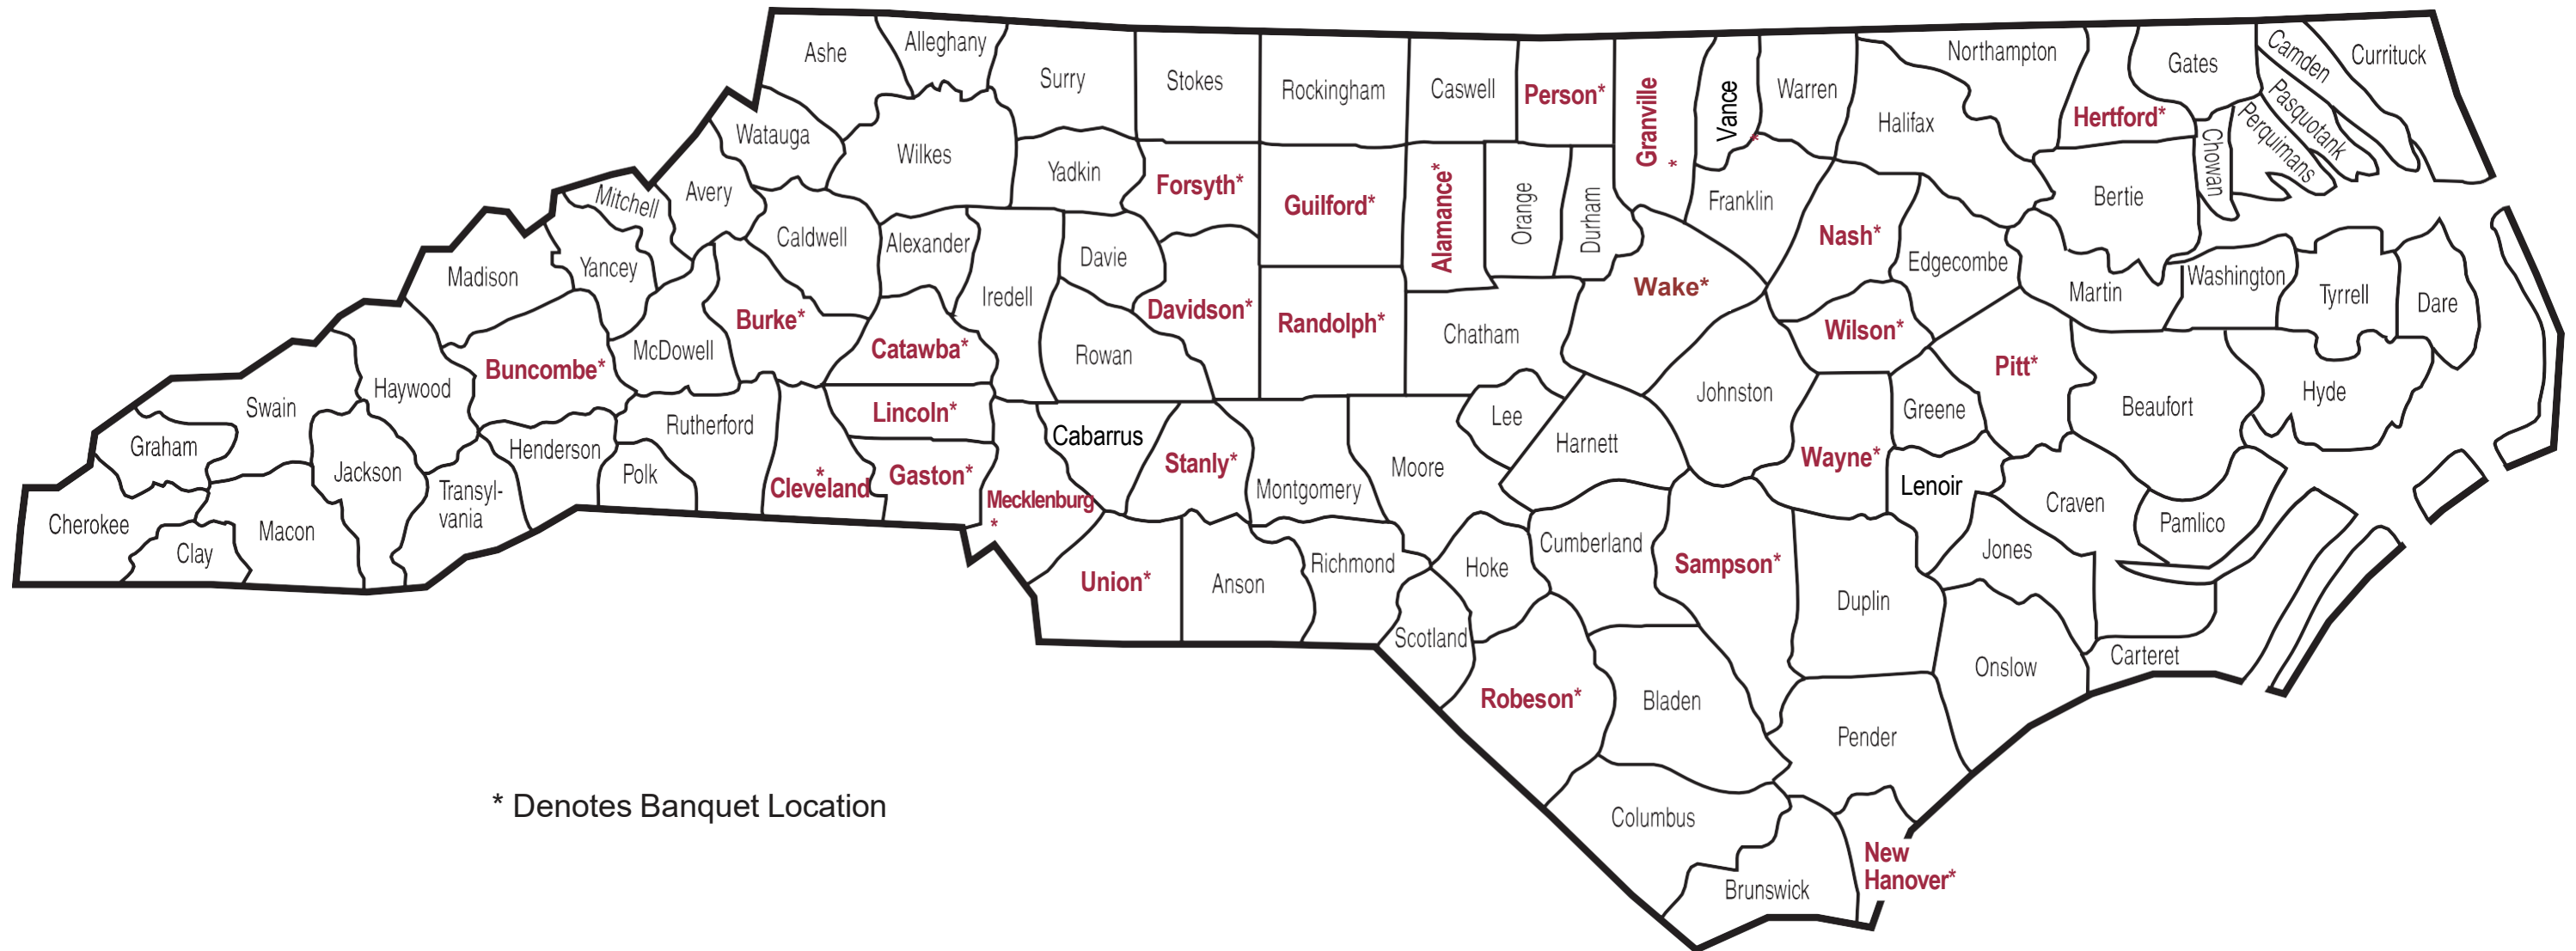 Ashe
Alleghany
Surry
Stokes
Rockingham
Caswell
Person*
Granville
*
Vance
*
Warren
Northampton
Halifax
Hertford*
Gates
Camden
Currituck
Pasquotank
Perquimans
Chowan
Bertie
Watauga
Wilkes
Yadkin
Forsyth*
Guilford*
Alamance*
Orange
Durham
Franklin
Nash*
Edgecombe
Martin
Washington
Tyrrell
Dare
Mitchell
Avery
Caldwell
Alexander
Iredell
Davie
Davidson*
Randolph*
Chatham
Wake*
Wilson*
Pitt*
Beaufort
Hyde
Madison
Yancey
Burke*
Catawba*
Rowan
Johnston
Greene
Buncombe*
McDowell
Lincoln*
Lee
Harnett
Wayne*
Swain
Haywood
Rutherford
Cabarrus
Stanly*
Montgomery
Moore
Lenoir
Craven
Pamlico
Graham
Jackson
Henderson
Polk
*
Cleveland
Gaston*
Mecklenburg
*
Transyl-
vania
Cherokee
Clay
Macon
Union*
Anson
Richmond
Hoke
Cumberland
Sampson*
Duplin
Jones
Scotland
Onslow
Carteret
Robeson*
Bladen
Pender
Columbus
Brunswick
New
Hanover*
* Denotes Banquet Location